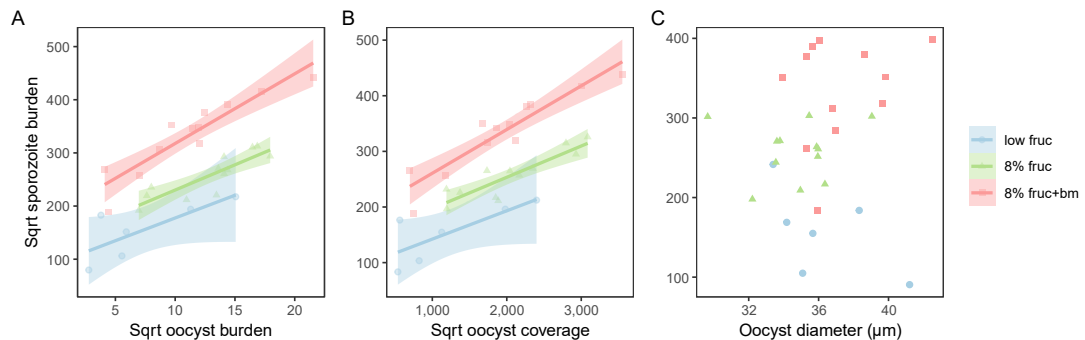 A
B
C
Sqrt sporozoite burden
500
400
300
200
100
5
10
15
20
Sqrt oocyst burden
500
400
300
200
100
1,000
2,000
3,000
Sqrt oocyst coverage
400
300
200
100
32
36
40
Oocyst diameter (μm)
low fruc
8% fruc
8% fruc+bm